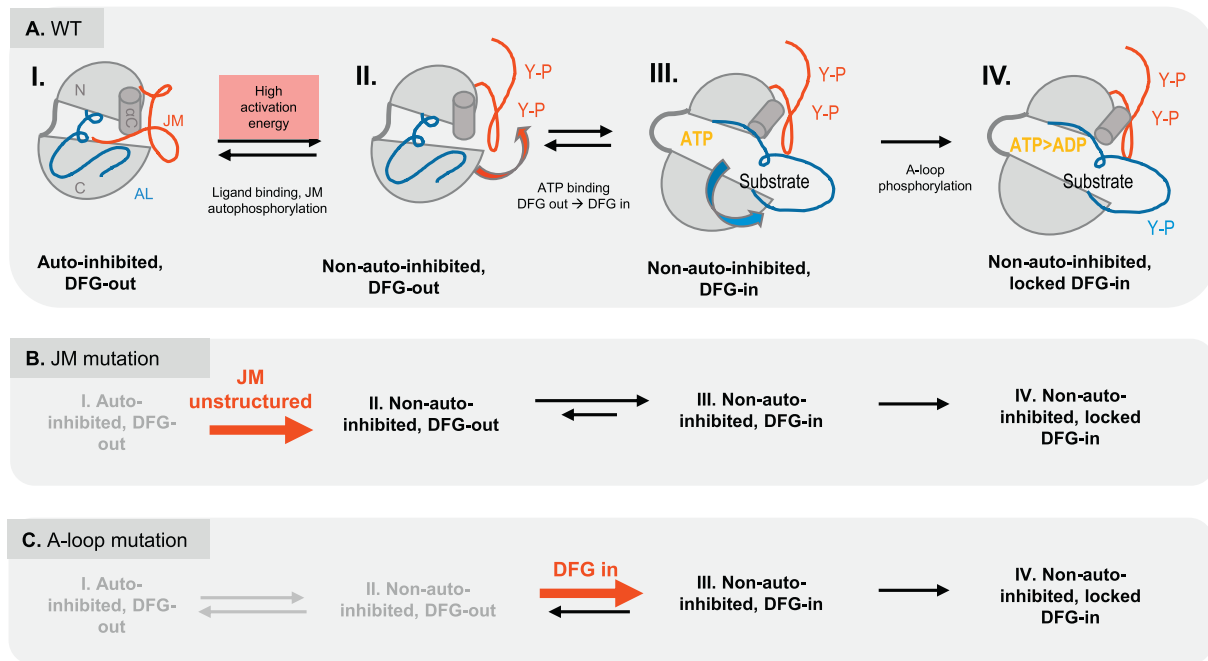 A. WT
I.
N
αC
JM
C
AL
Auto-inhibited,
DFG-out
High
activation
energy
Ligand binding, JM
autophosphorylation
II.
Y-P
Y-P
Non-auto-inhibited,
DFG-out
ATP binding
DFG out → DFG in
III.
Y-P
Y-P
ATP
Substrate
Non-auto-inhibited,
DFG-in
A-loop
phosphorylation
IV.
Y-P
Y-P
ATP>ADP
Substrate
Y-P
Non-auto-inhibited,
locked DFG-in
B. JM mutation
I. Auto-
inhibited, DFG-
out
JM
unstructured
II. Non-auto-
inhibited, DFG-out
III. Non-auto-
inhibited, DFG-in
IV. Non-auto-
inhibited, locked
DFG-in
C. A-loop mutation
I. Auto-
inhibited, DFG-
out
II. Non-auto-
inhibited, DFG-out
DFG in
III. Non-auto-
inhibited, DFG-in
IV. Non-auto-
inhibited, locked
DFG-in